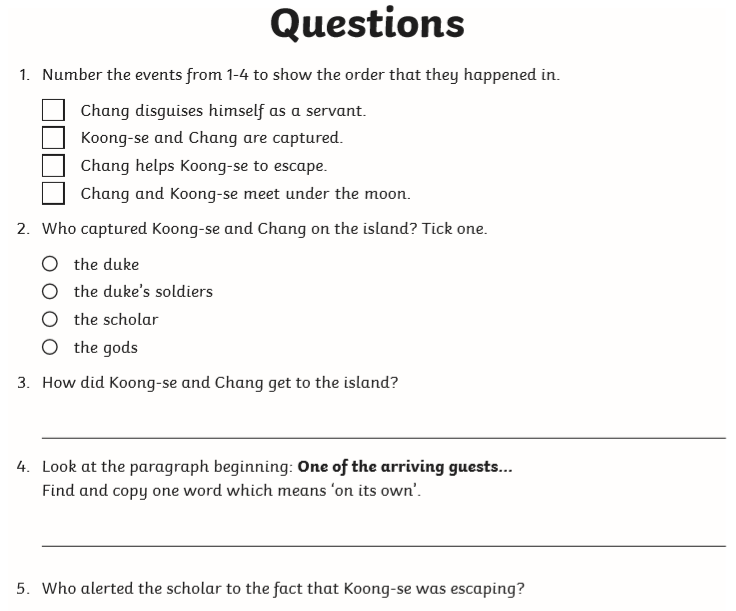 Questions
1. Number the events from 1-4 to show the order that they happened in.
Chang disguises himself as a servant.
Koong-se and Chang are captured.
Chang helps Koong-se to escape.
Chang and Koong-se meet under the moon.
2. Who captured Koong-se and Chang on the island? Tick one.
the duke
the duke's soldiers
the scholar
the gods
3. How did Koong-se and Chang get to the island?
4. Look at the paragraph beginning: One of the arriving guests...
Find and copy one word which means 'on its own'.
5. Who alerted the scholar to the fact that Koong-se was escaping?